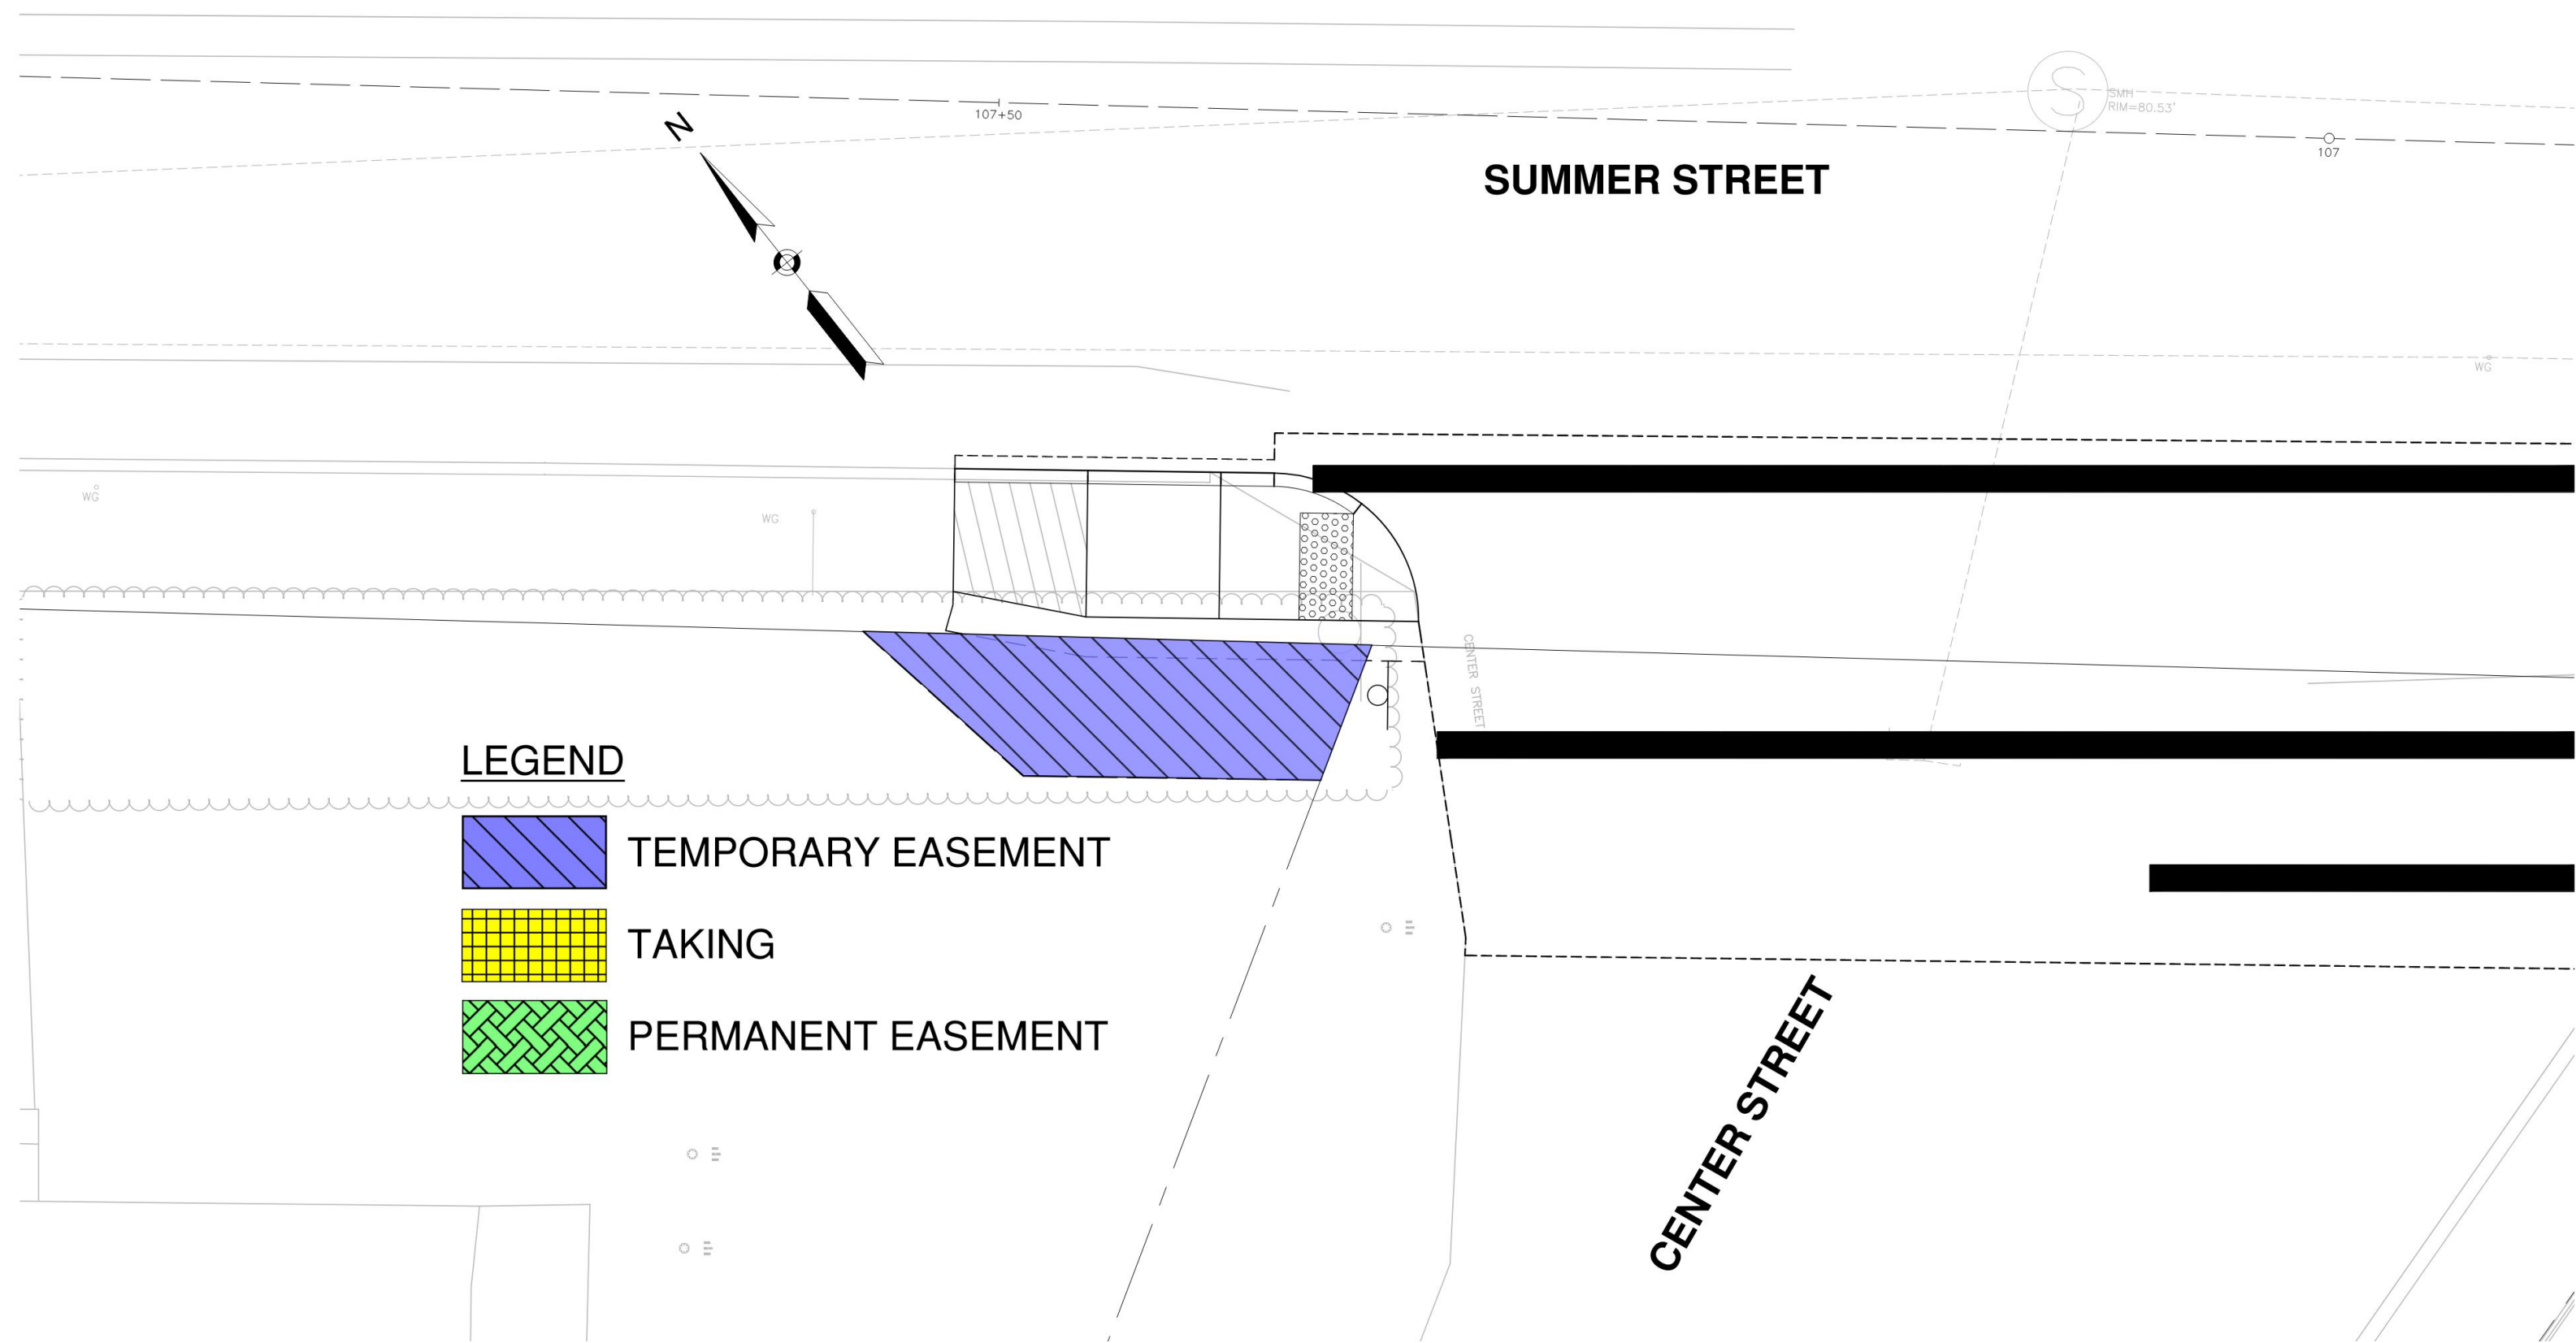 SMH
RIM=80.53'
107+50
N
107
SUMMER STREET
S
WG
WG
WG
CENTER STREET
LEGEND
TEMPORARY EASEMENT
TAKING
PERMANENT EASEMENT
CENTER STREET